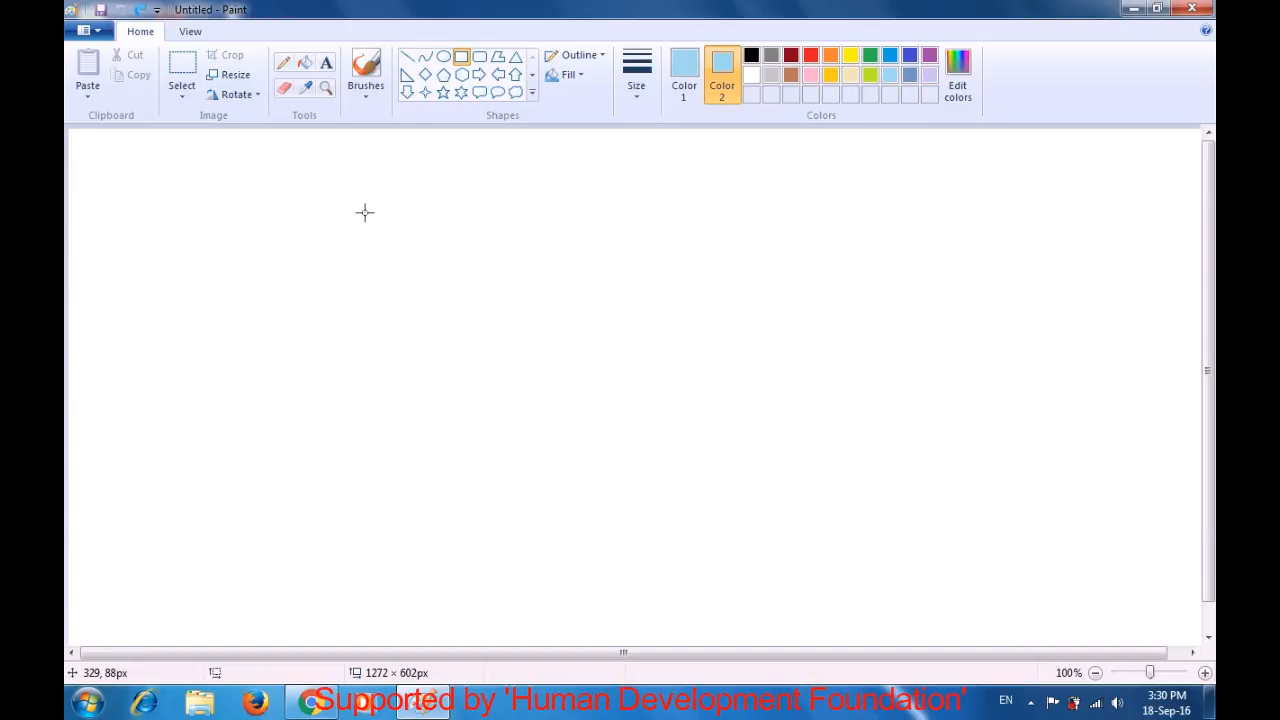 Untitled - Paint
Home
View
Paste
Cut
Copy
Clipboard
Select
Crop
Resize
Rotate
Image
A
Tools
Brushes
Outline
Fill
Shapes
Size
Color
1
Color
2
Edit
colors
Colors
329, 88px
1272 × 602px
100%
Supported by 'Human Development Foundation'
EN
3:30 PM
18-Sep-16